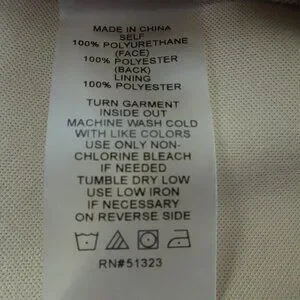 MADE IN CHINA
SELF
100% POLYURETHANE
(FACE)
100% POLYESTER
(BACK)
LINING
100% POLYESTER
TURN GARMENT
INSIDE OUT
MACHINE WASH COLD
WITH LIKE COLORS
USE ONLY NON-
CHLORINE BLEACH
IF NEEDED
TUMBLE DRY LOW
USE LOW IRON
IF NECESSARY
ON REVERSE SIDE
RN#51323